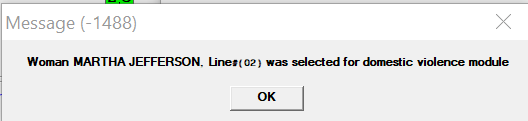 Message (-1488)
Woman MARTHA JEFFERSON, Line#(02) was selected for domestic violence module
OK